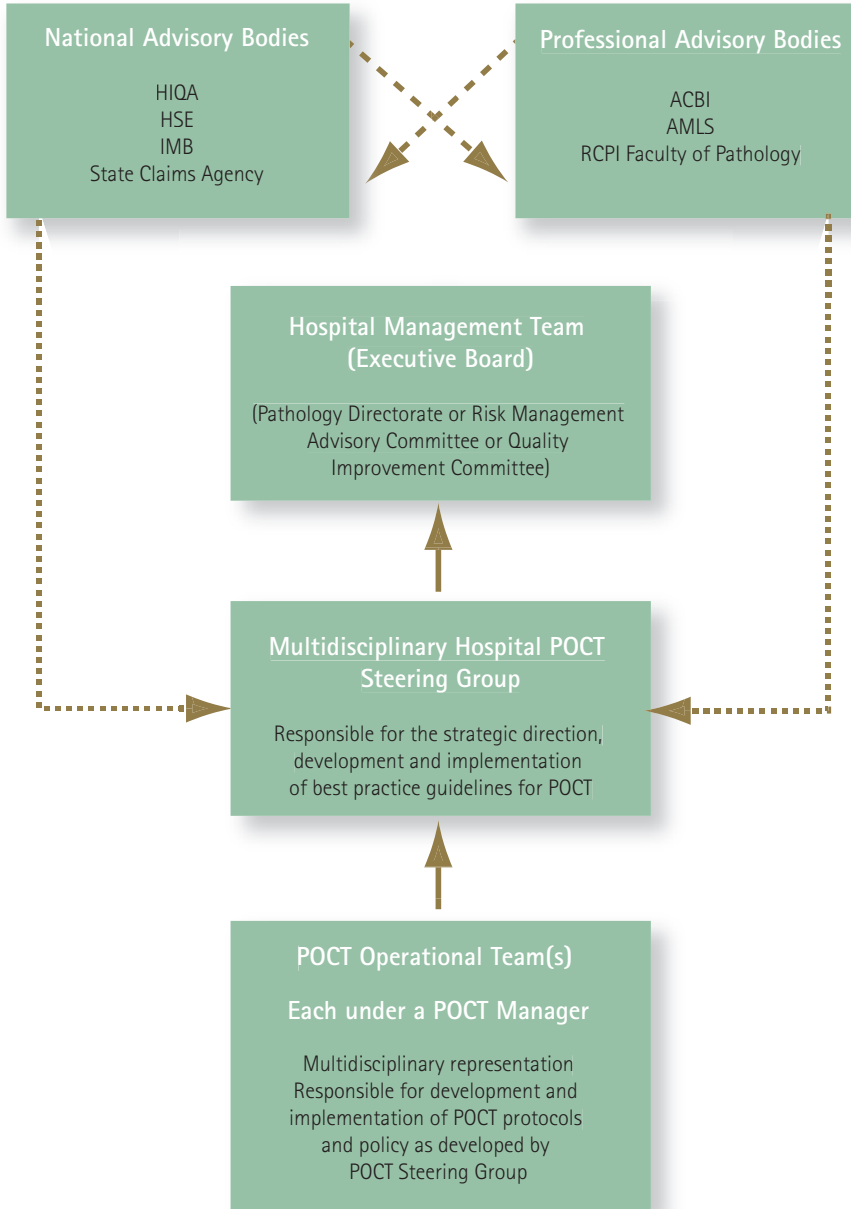 National Advisory Bodies
HIQA
HSE
IMB
State Claims Agency
Professional Advisory Bodies
ACBI
AMLS
RCPI Faculty of Pathology
Hospital Management Team
(Executive Board)
(Pathology Directorate or Risk Management
Advisory Committee or Quality
Improvement Committee)
Multidisciplinary Hospital POCT
Steering Group
Responsible for the strategic direction,
development and implementation
of best practice guidelines for POCT
POCT Operational Team(s)
Each under a POCT Manager
Multidisciplinary representation
Responsible for development and
implementation of POCT protocols
and policy as developed by
POCT Steering Group